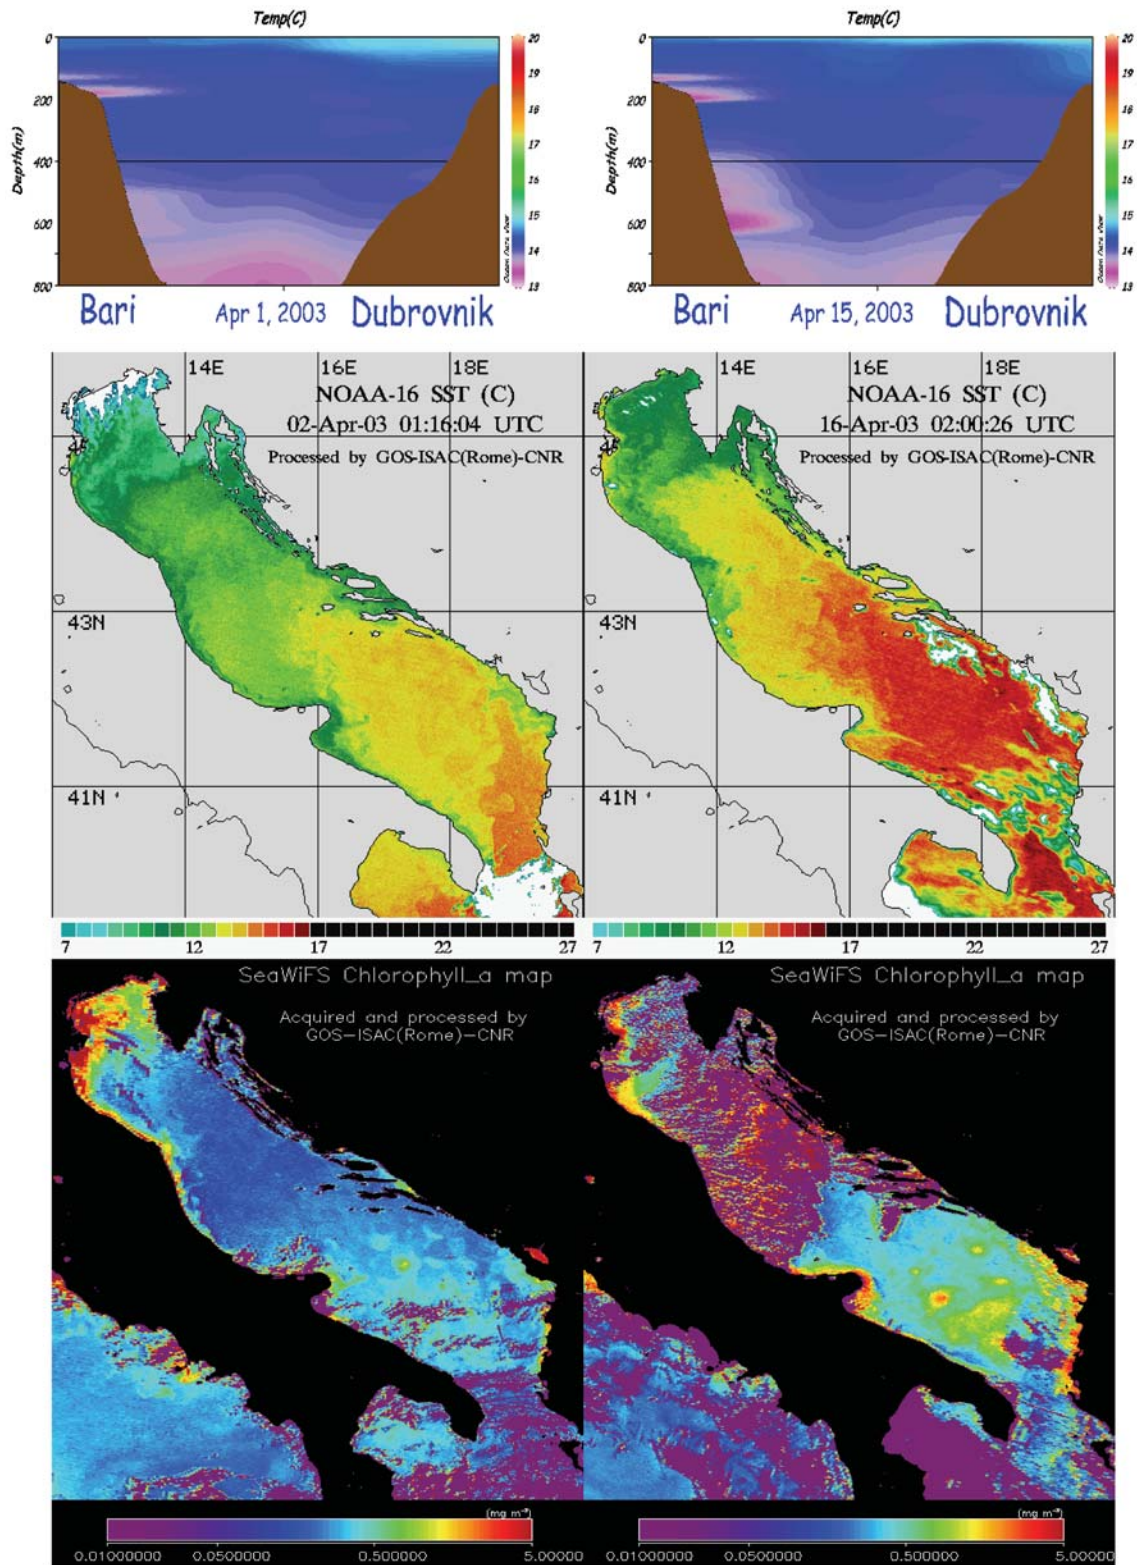 Temp(C)
Temp(C)
0
200
400
600
800
Depth(m)
20
19
18
17
16
15
14
13
Ocean Data View
0
200
400
600
800
Depth(m)
20
19
18
17
16
15
14
13
Ocean Data View
Bari Apr 1, 2003 Dubrovnik
Bari Apr 15, 2003 Dubrovnik
14E 16E 18E
NOAA-16 SST (C)
02-Apr-03 01:16:04 UTC
Processed by GOS-ISAC(Rome)-CNR
43N
41N
7 12 17 22 27
14E 16E 18E
NOAA-16 SST (C)
16-Apr-03 02:00:26 UTC
Processed by GOS-ISAC(Rome)-CNR
43N
41N
7 12 17 22 27
SeaWiFS Chlorophyll_a map
Acquired and processed by
GOS-ISAC(Rome)-CNR
(mg m⁻³)
0.01000000 0.0500000 0.500000 5.00000
SeaWiFS Chlorophyll_a map
Acquired and processed by
GOS-ISAC(Rome)-CNR
(mg m⁻³)
0.01000000 0.0500000 0.500000 5.00000